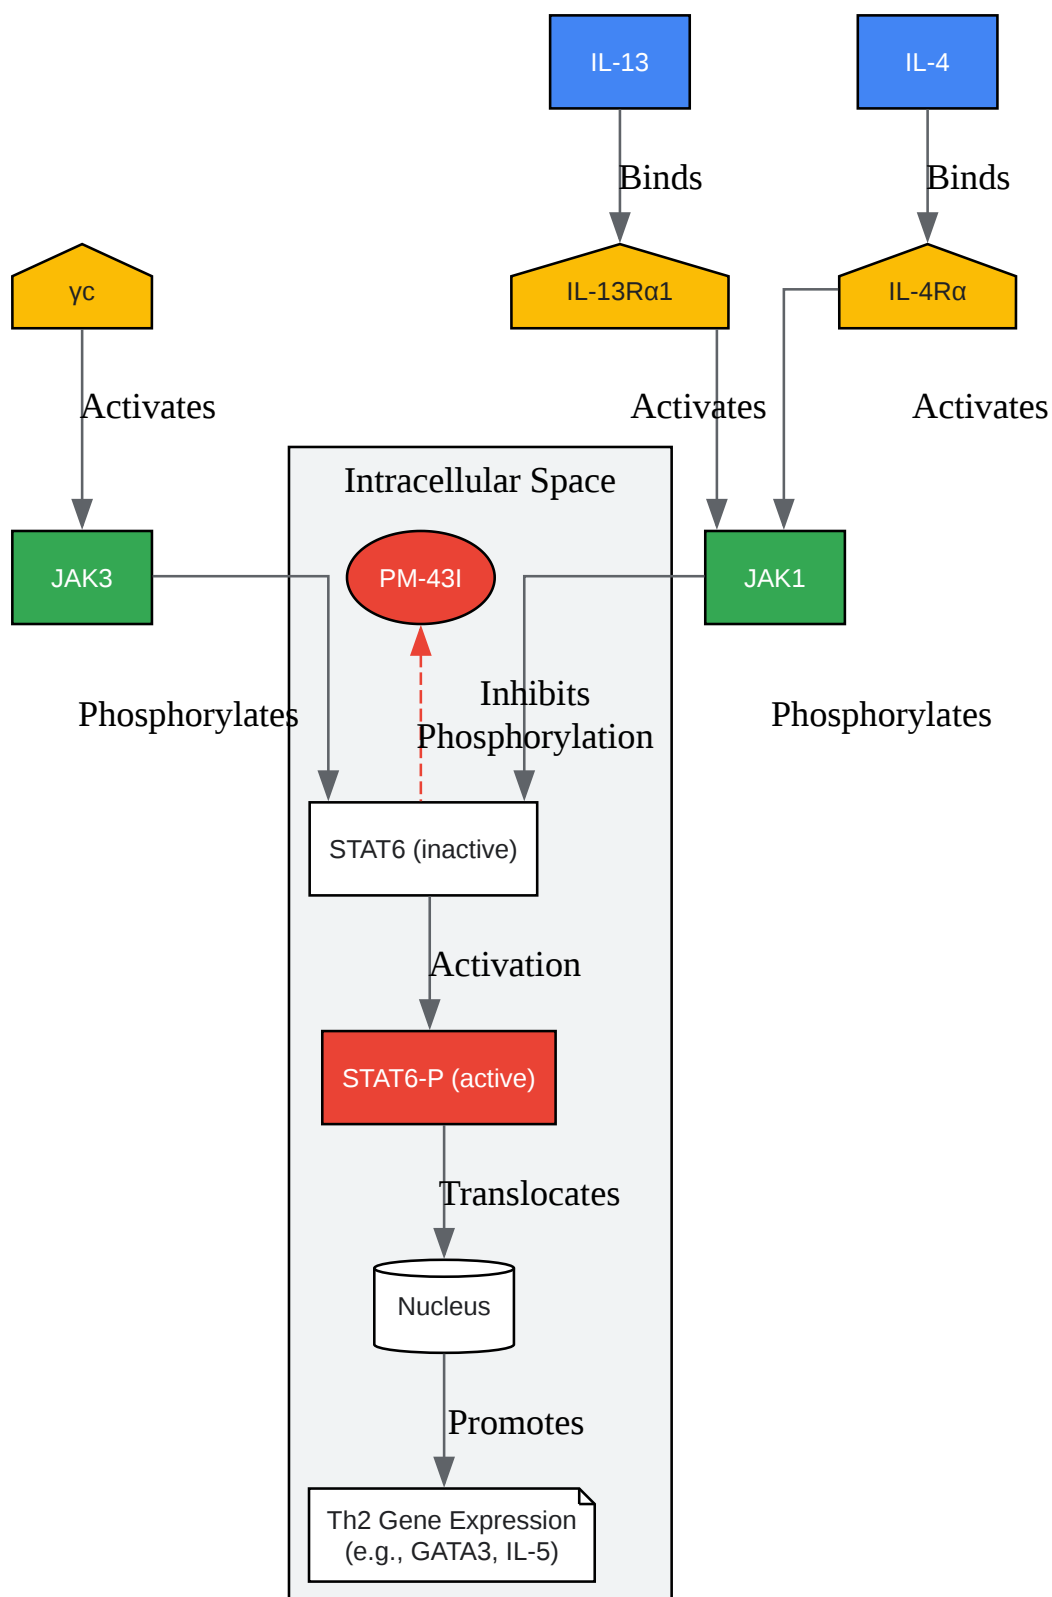 IL-13
IL-4
Binds
Binds
γc
IL-13Rα1
IL-4Rα
Activates
Activates
Activates
Intracellular Space
JAK3
PM-43I
JAK1
Phosphorylates
Inhibits
Phosphorylation
Phosphorylates
STAT6 (inactive)
Activation
STAT6-P (active)
Translocates
Nucleus
Promotes
Th2 Gene Expression
(e.g., GATA3, IL-5)